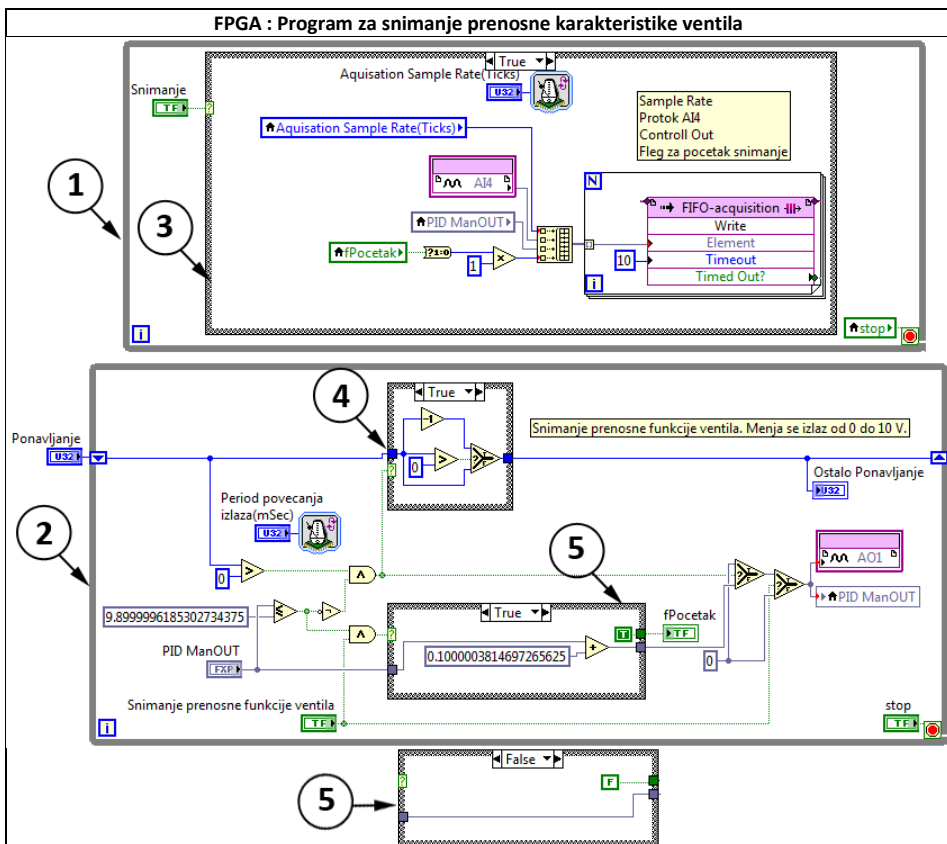 FPGA : Program za snimanje prenosne karakteristike ventila
True
Aquisation Sample Rate(Ticks)
U32
Snimanje
TF
?
Aquisation Sample Rate(Ticks)
Sample Rate
Protok AI4
Controll Out
Fleg za pocetak snimanje
1
3
AI4
PID ManOUT
fPocetak
?1:0
1
×
N
FIFO-acquisition
Write
Element
10
Timeout
Timed Out?
i
i
stop
True
4
-1
0
>
?
Snimanje prenosne funkcije ventila. Menja se izlaz od 0 do 10 V.
Ponavljanje
U32
Ostalo Ponavljanje
U32
Period povecanja
izlaza(mSec)
U32
2
5
0
>
AO1
PID ManOUT
9.8999996185302734375
≤
True
fPocetak
T
TF
?
0.1000003814697265625
+
0
PID ManOUT
FXP
Snimanje prenosne funkcije ventila
TF
stop
TF
i
False
?
F
5